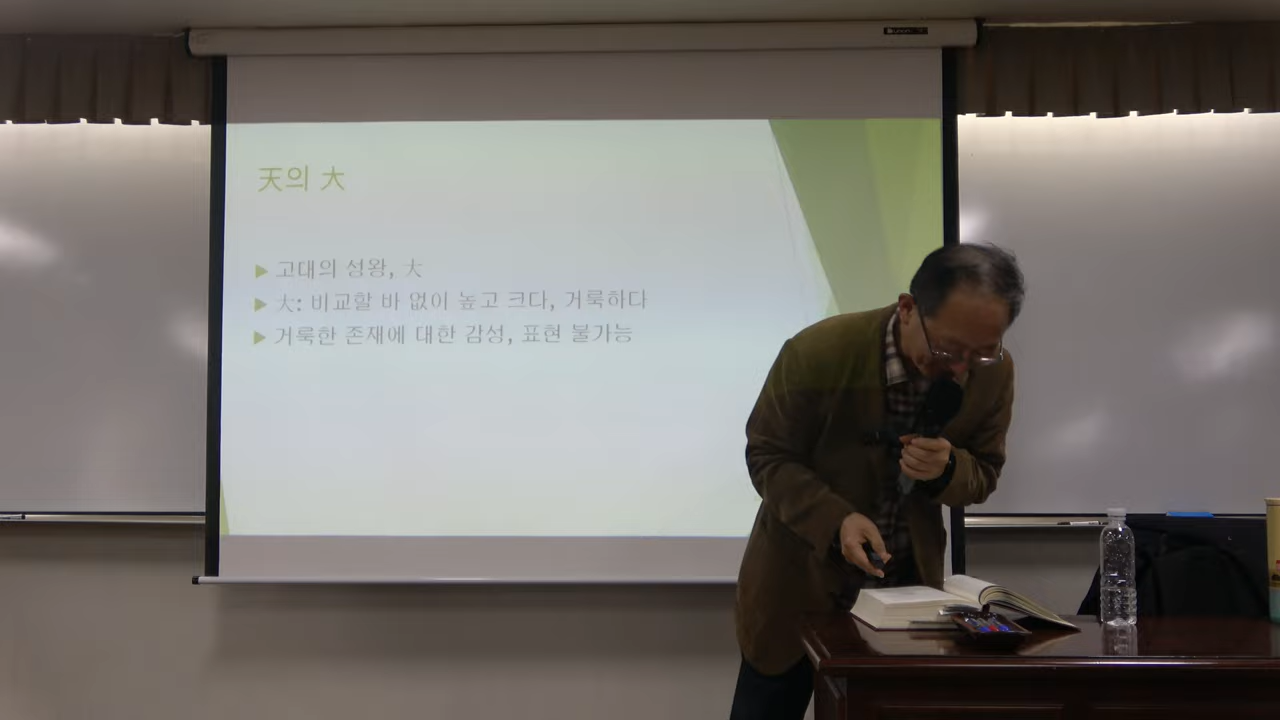 天의 大
고대의 성왕, 大
大: 비교할 바 없이 높고 크다, 거룩하다
거룩한 존재에 대한 감성, 표현 불가능